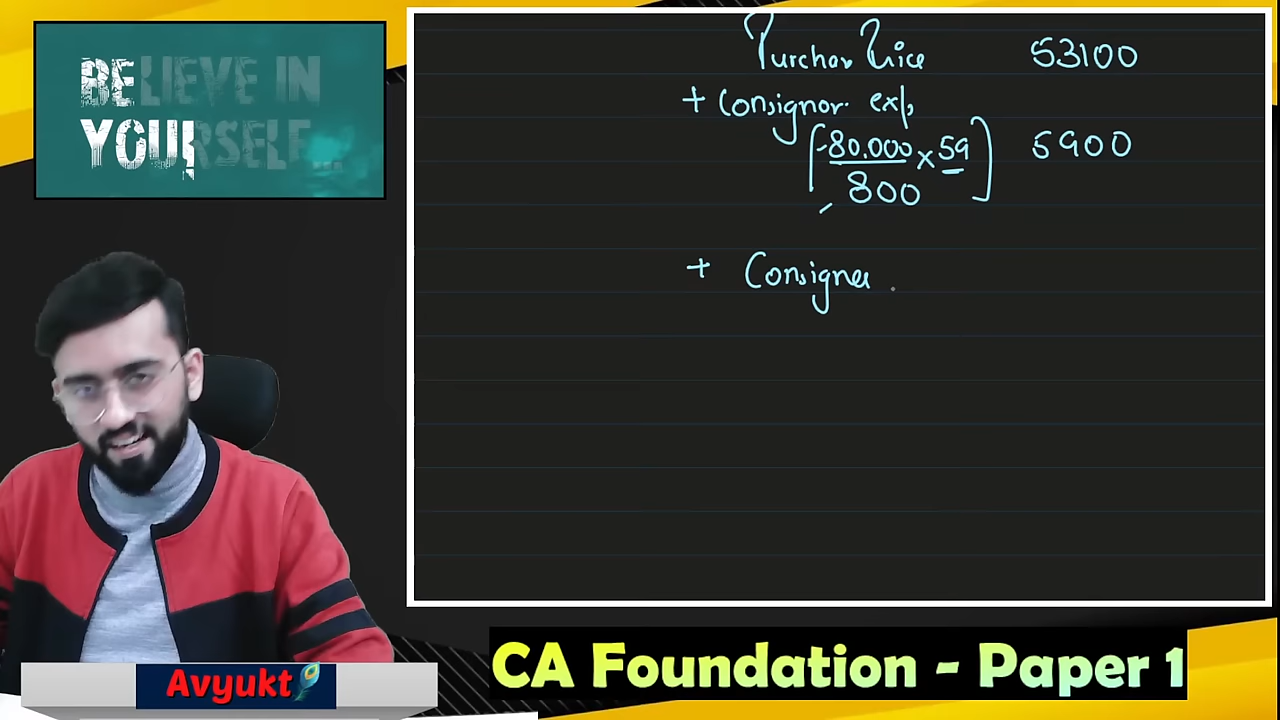 BELIEVE IN
YOURSELF...
Purchase Price 53100
+ Consignor exp
[80,000 × 59 5900
800]
+ Consignee
Avyukt
CA Foundation - Paper 1